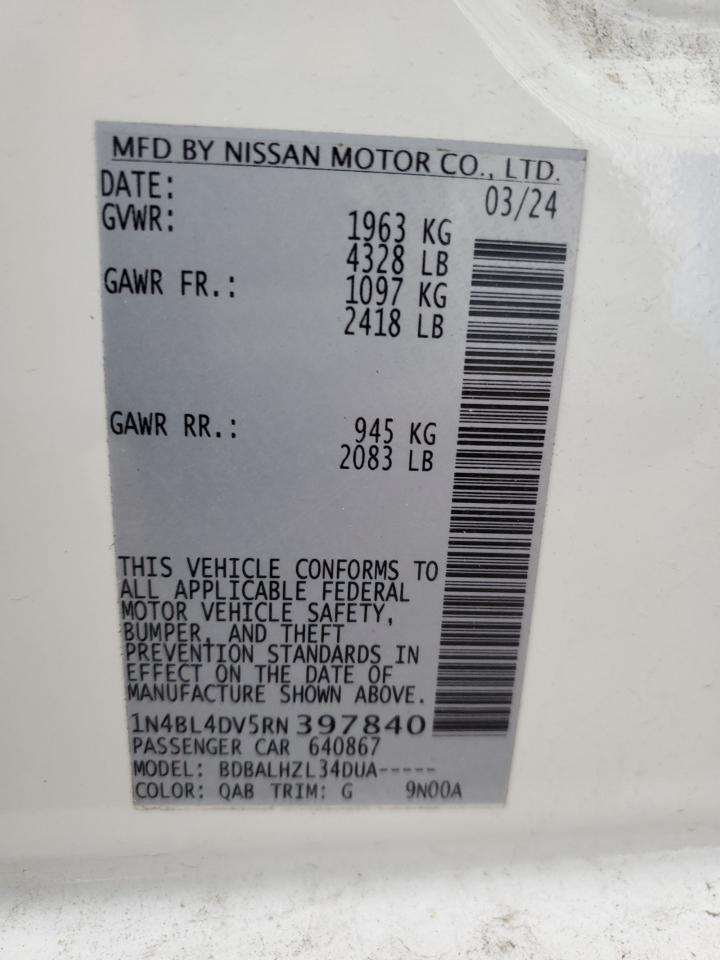 MFD BY NISSAN MOTOR CO., LTD.
DATE: 03/24
GVWR: 1963 KG
4328 LB
GAWR FR.: 1097 KG
2418 LB
GAWR RR.: 945 KG
2083 LB
THIS VEHICLE CONFORMS TO
ALL APPLICABLE FEDERAL
MOTOR VEHICLE SAFETY,
BUMPER, AND THEFT
PREVENTION STANDARDS IN
EFFECT ON THE DATE OF
MANUFACTURE SHOWN ABOVE.
1N4BL4DV5RN397840
PASSENGER CAR 640867
MODEL: BDBALHZL34DUA-----
COLOR: QAB TRIM: G 9N00A